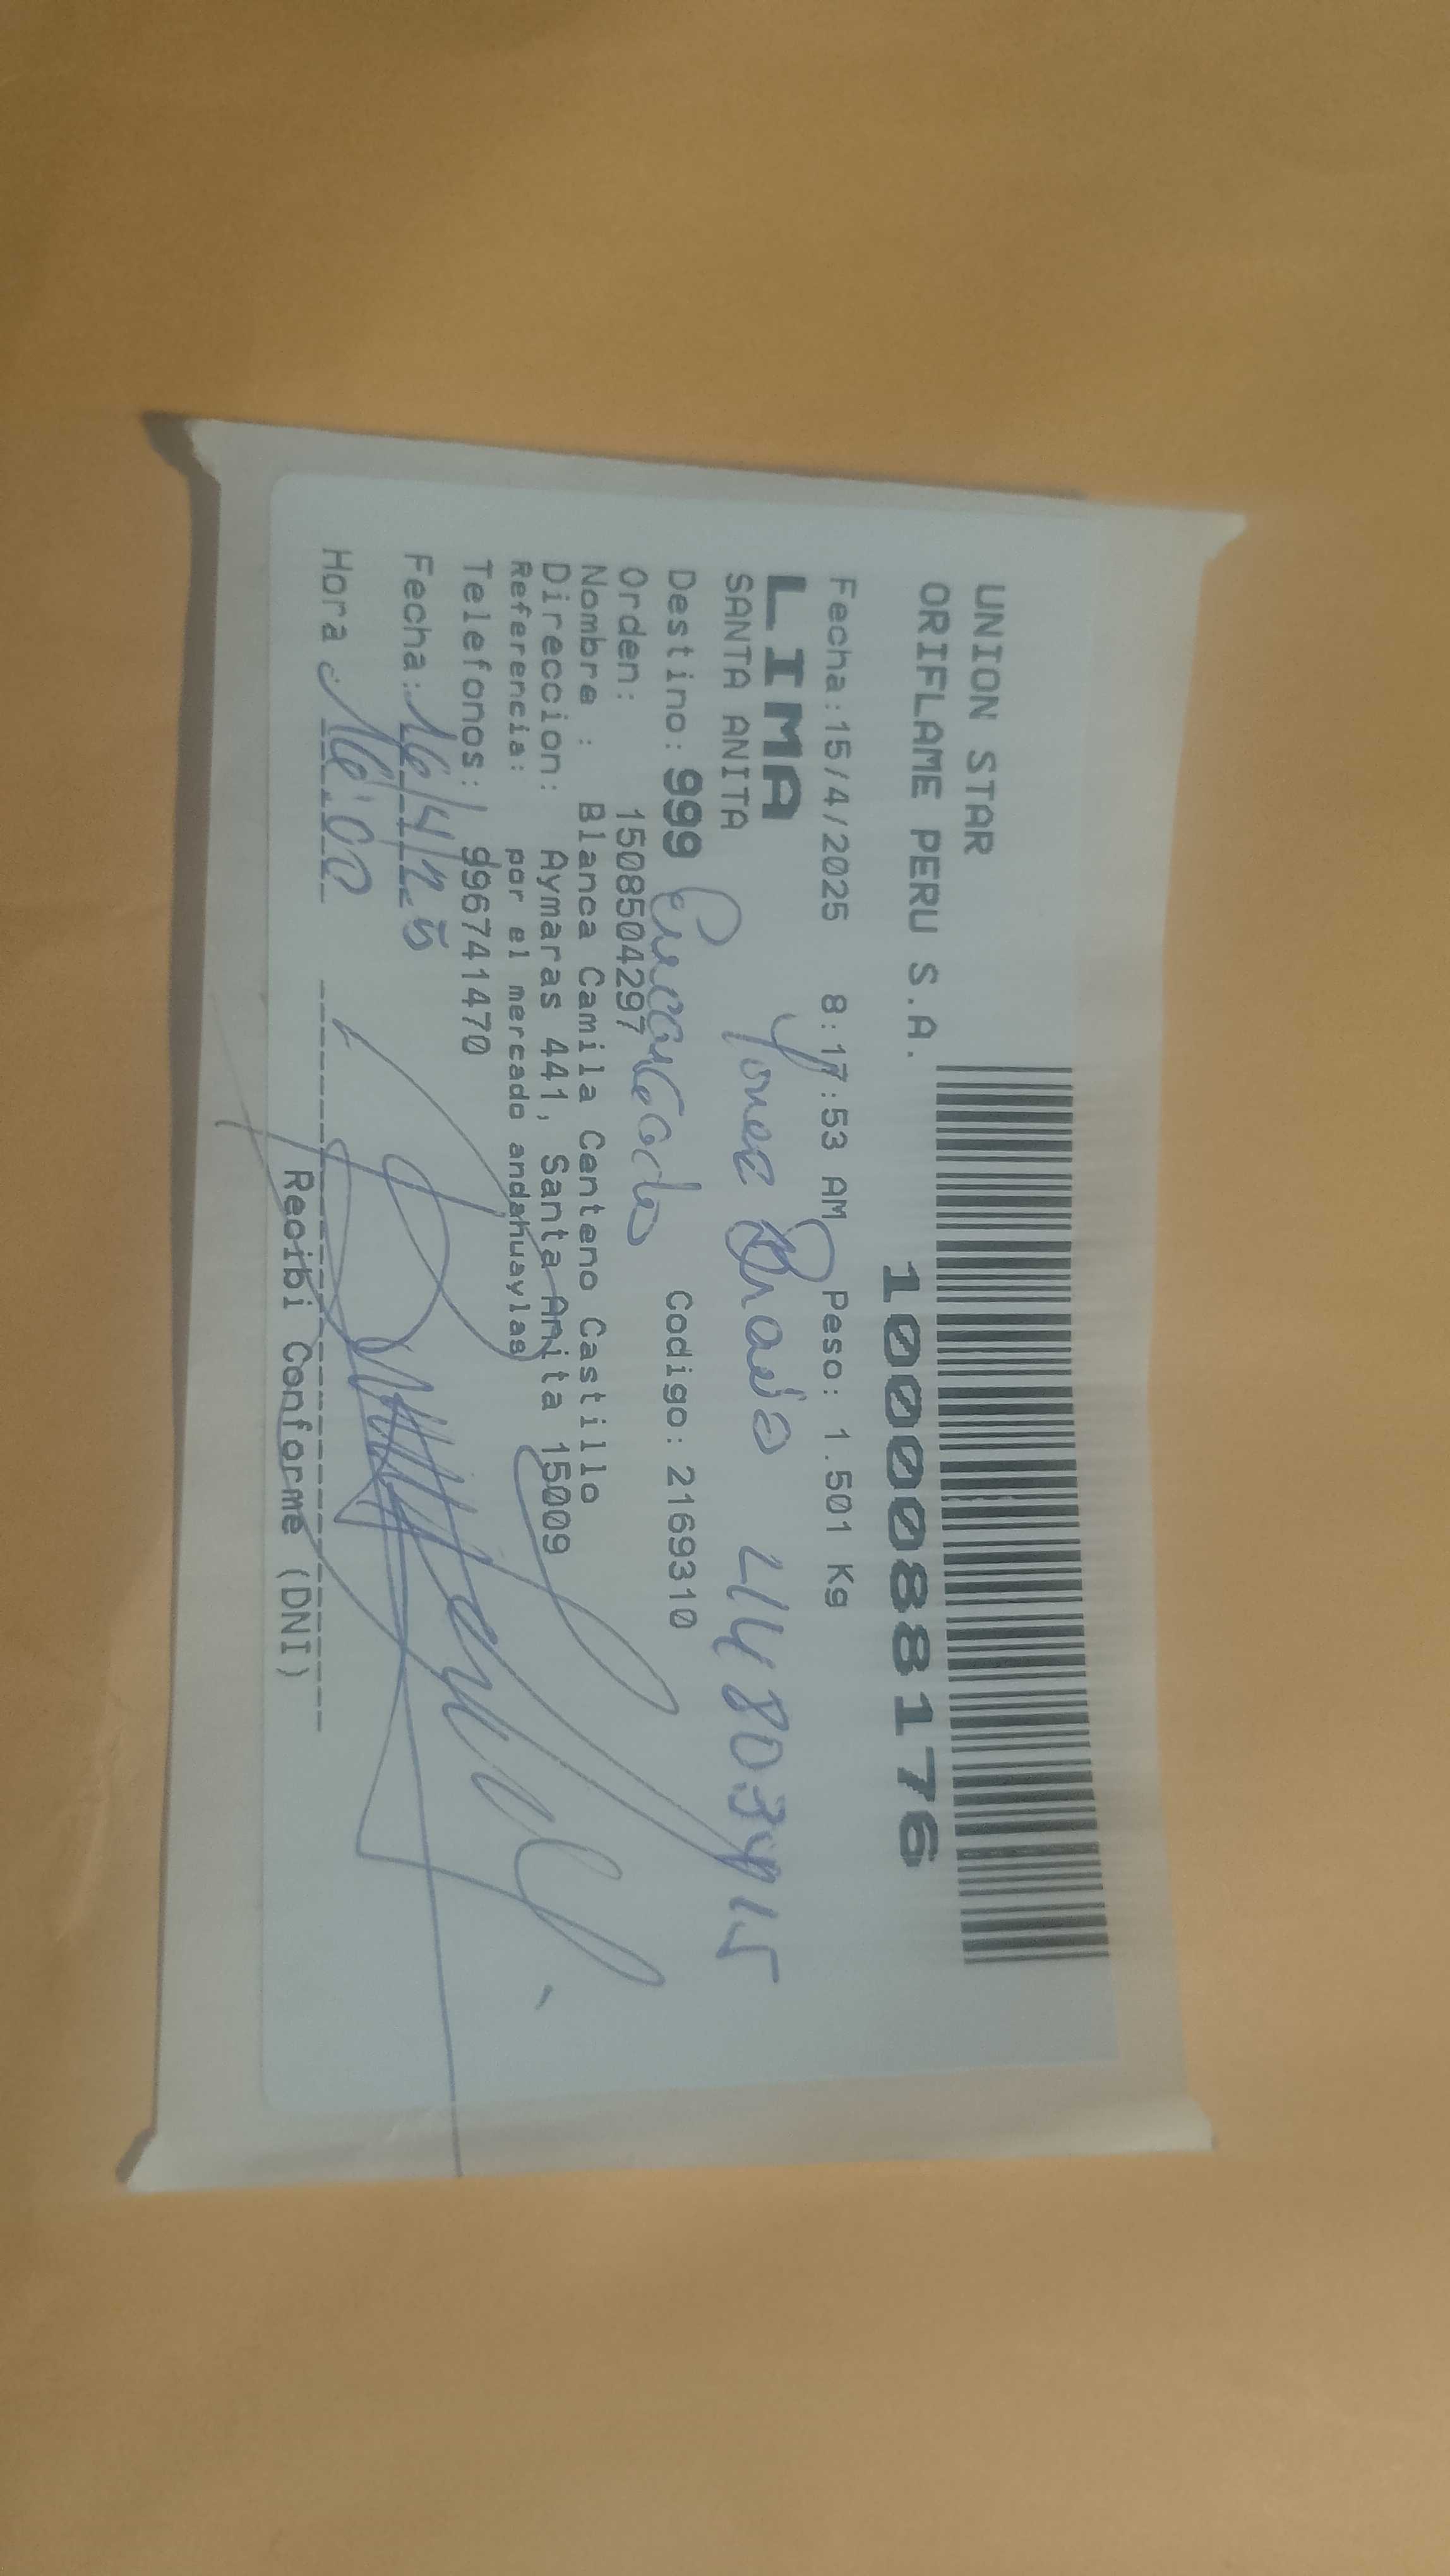 UNION STAR
ORIFLAME PERU S.A.
1000088176
Fecha:15/4/2025 8:17:53 AM Peso: 1.501 Kg
LIMA
SANTA ANITA
Destino: 999 Encargado Codigo: 2169310
Orden: 1508504297
Nombre : Blanca Camila Centeno Castillo
Direccion: Aymaras 441, Santa Anita 15009
Referencia: por el mercado andahuaylas
Telefonos: 996741470
Fecha: 16/4/25
Hora : 16:00
Recibi Conforme (DNI)